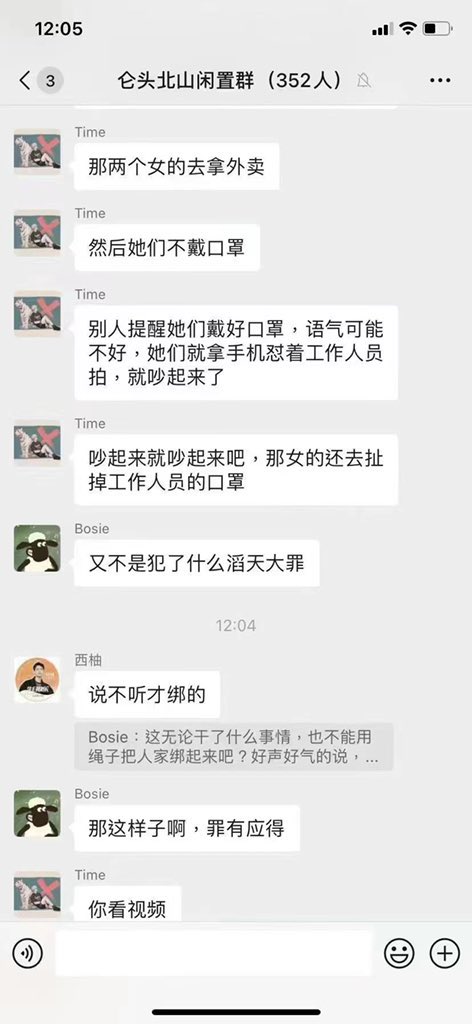 12:05
3
仑头北山闲置群（352人）
Time
那两个女的去拿外卖
Time
然后她们不戴口罩
Time
别人提醒她们戴好口罩，语气可能
不好，她们就拿手机怼着工作人员
拍，就吵起来了
Time
吵起来就吵起来吧，那女的还去扯
掉工作人员的口罩
Bosie
又不是犯了什么滔天大罪
12:04
西柚
说不听才绑的
Bosie：这无论干了什么事情，也不能用
绳子把人家绑起来吧？好声好气的说，...
Bosie
那这样子啊，罪有应得
Time
你看视频